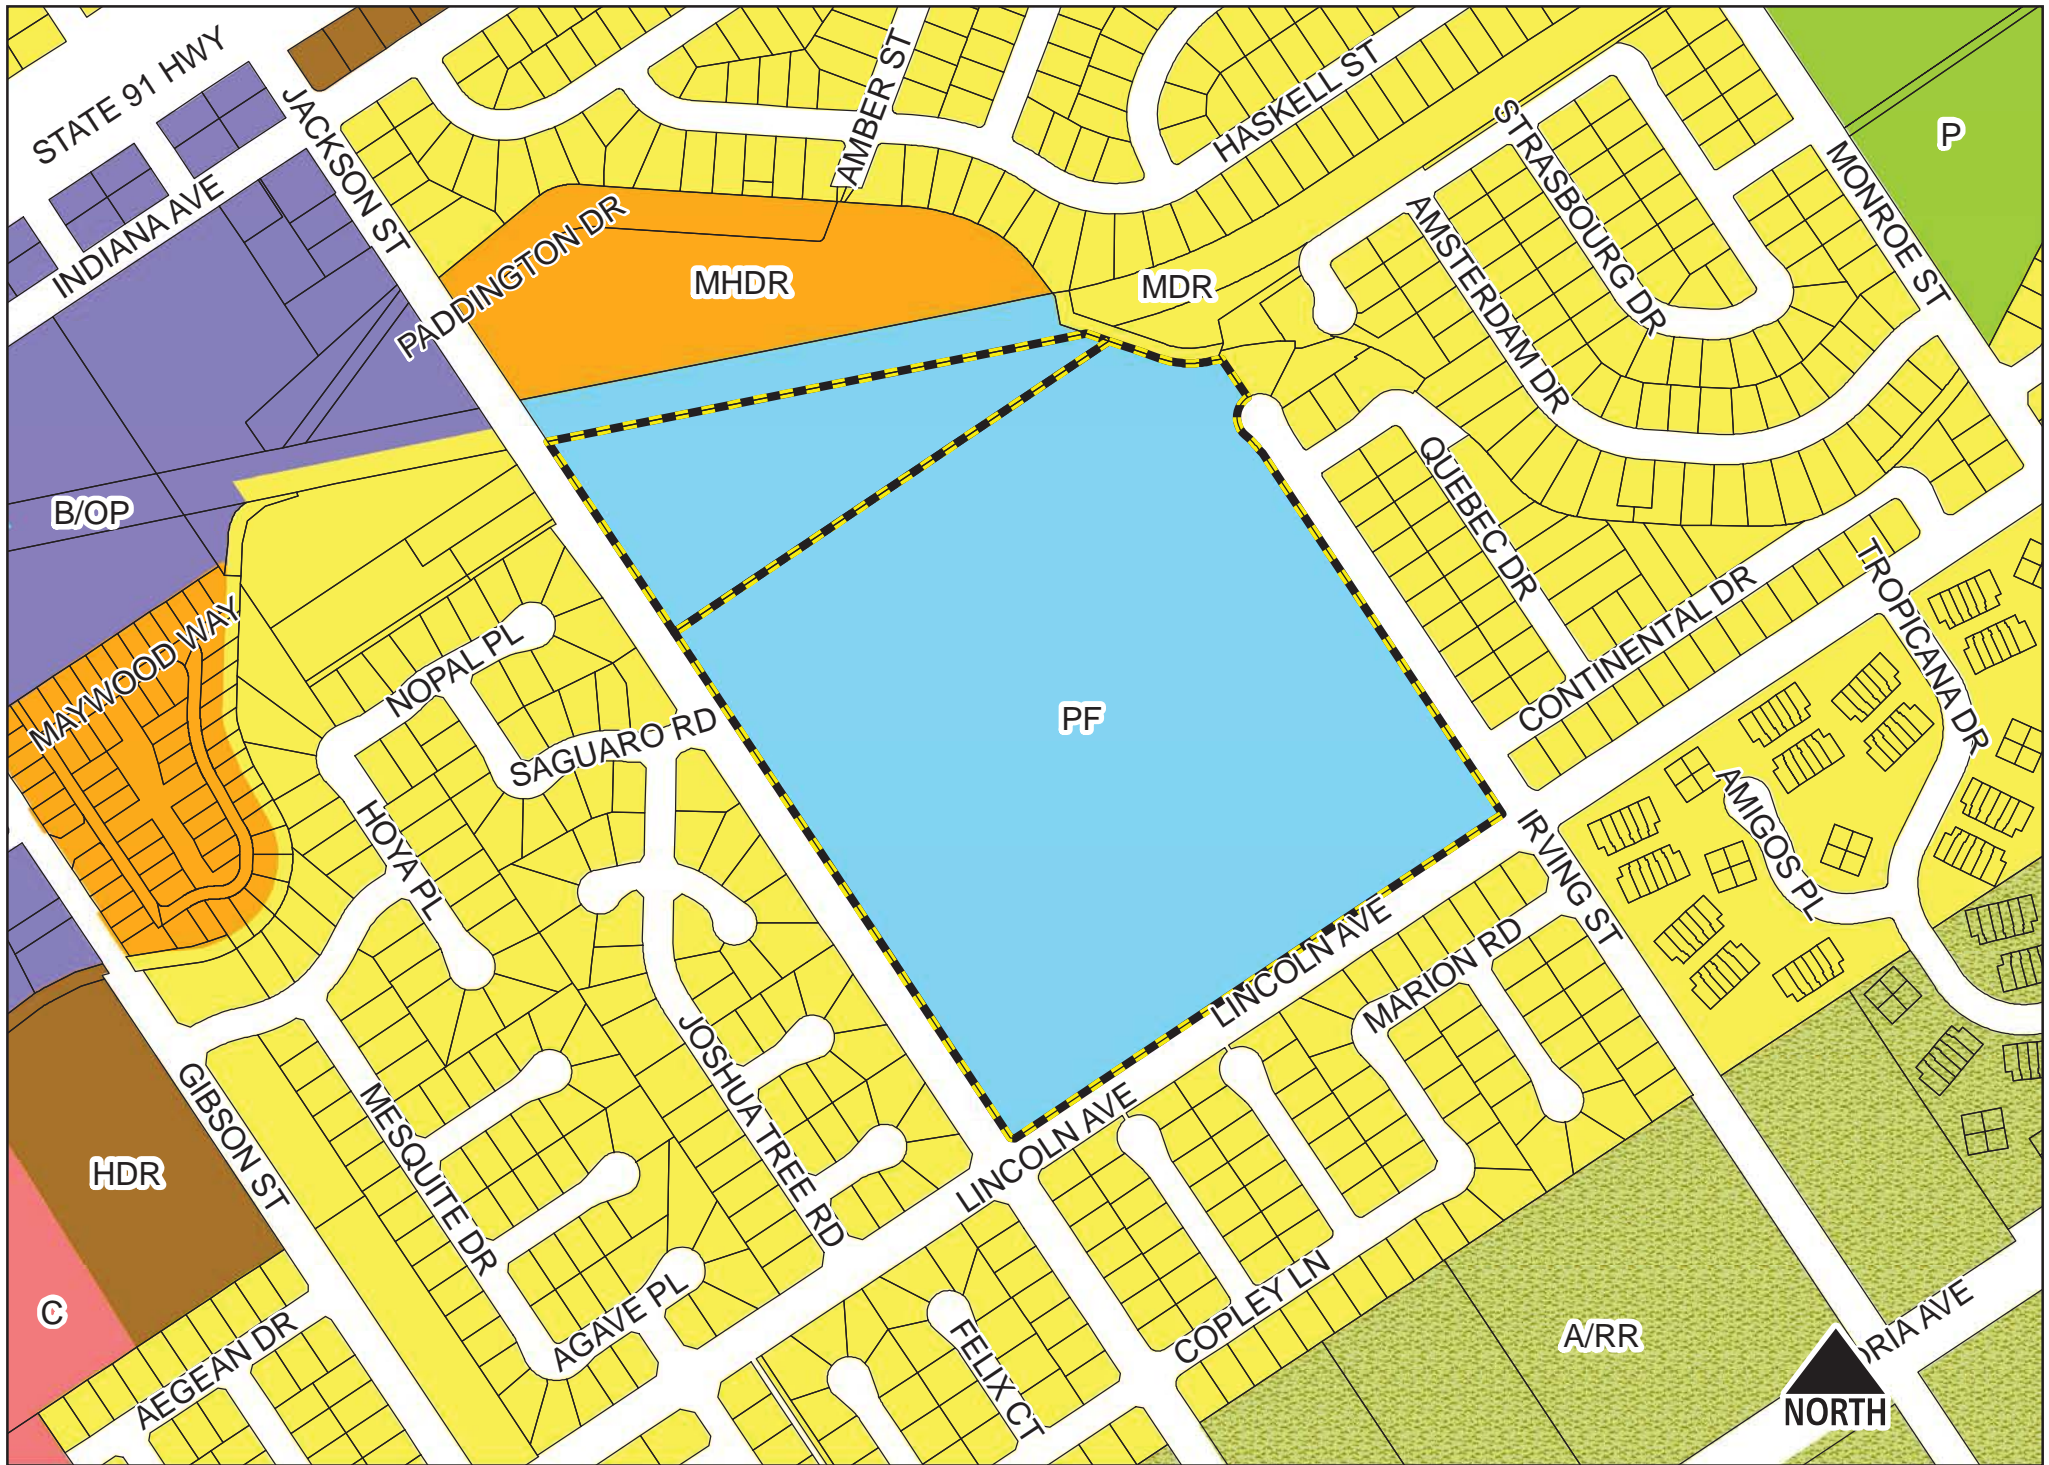 STATE 91 HWY
JACKSON ST
INDIANA AVE
AMBER ST
HASKELL ST
STRASBOURG DR
P
MONROE ST
PADDINGTON DR
MHDR
MDR
AMSTERDAM DR
B/OP
QUEBEC DR
MAYWOOD WAY
NOPAL PL
SAGUARO RD
PF
CONTINENTAL DR
TROPICANA DR
HOYA PL
AMIGOS PL
IRVING ST
LINCOLN AVE
MARION RD
JOSHUA TREE RD
GIBSON ST
MESQUITE DR
LINCOLN AVE
HDR
C
AGAVE PL
AEGEAN DR
FELIX CT
COPLEY LN
A/RR
ORIA AVE
NORTH